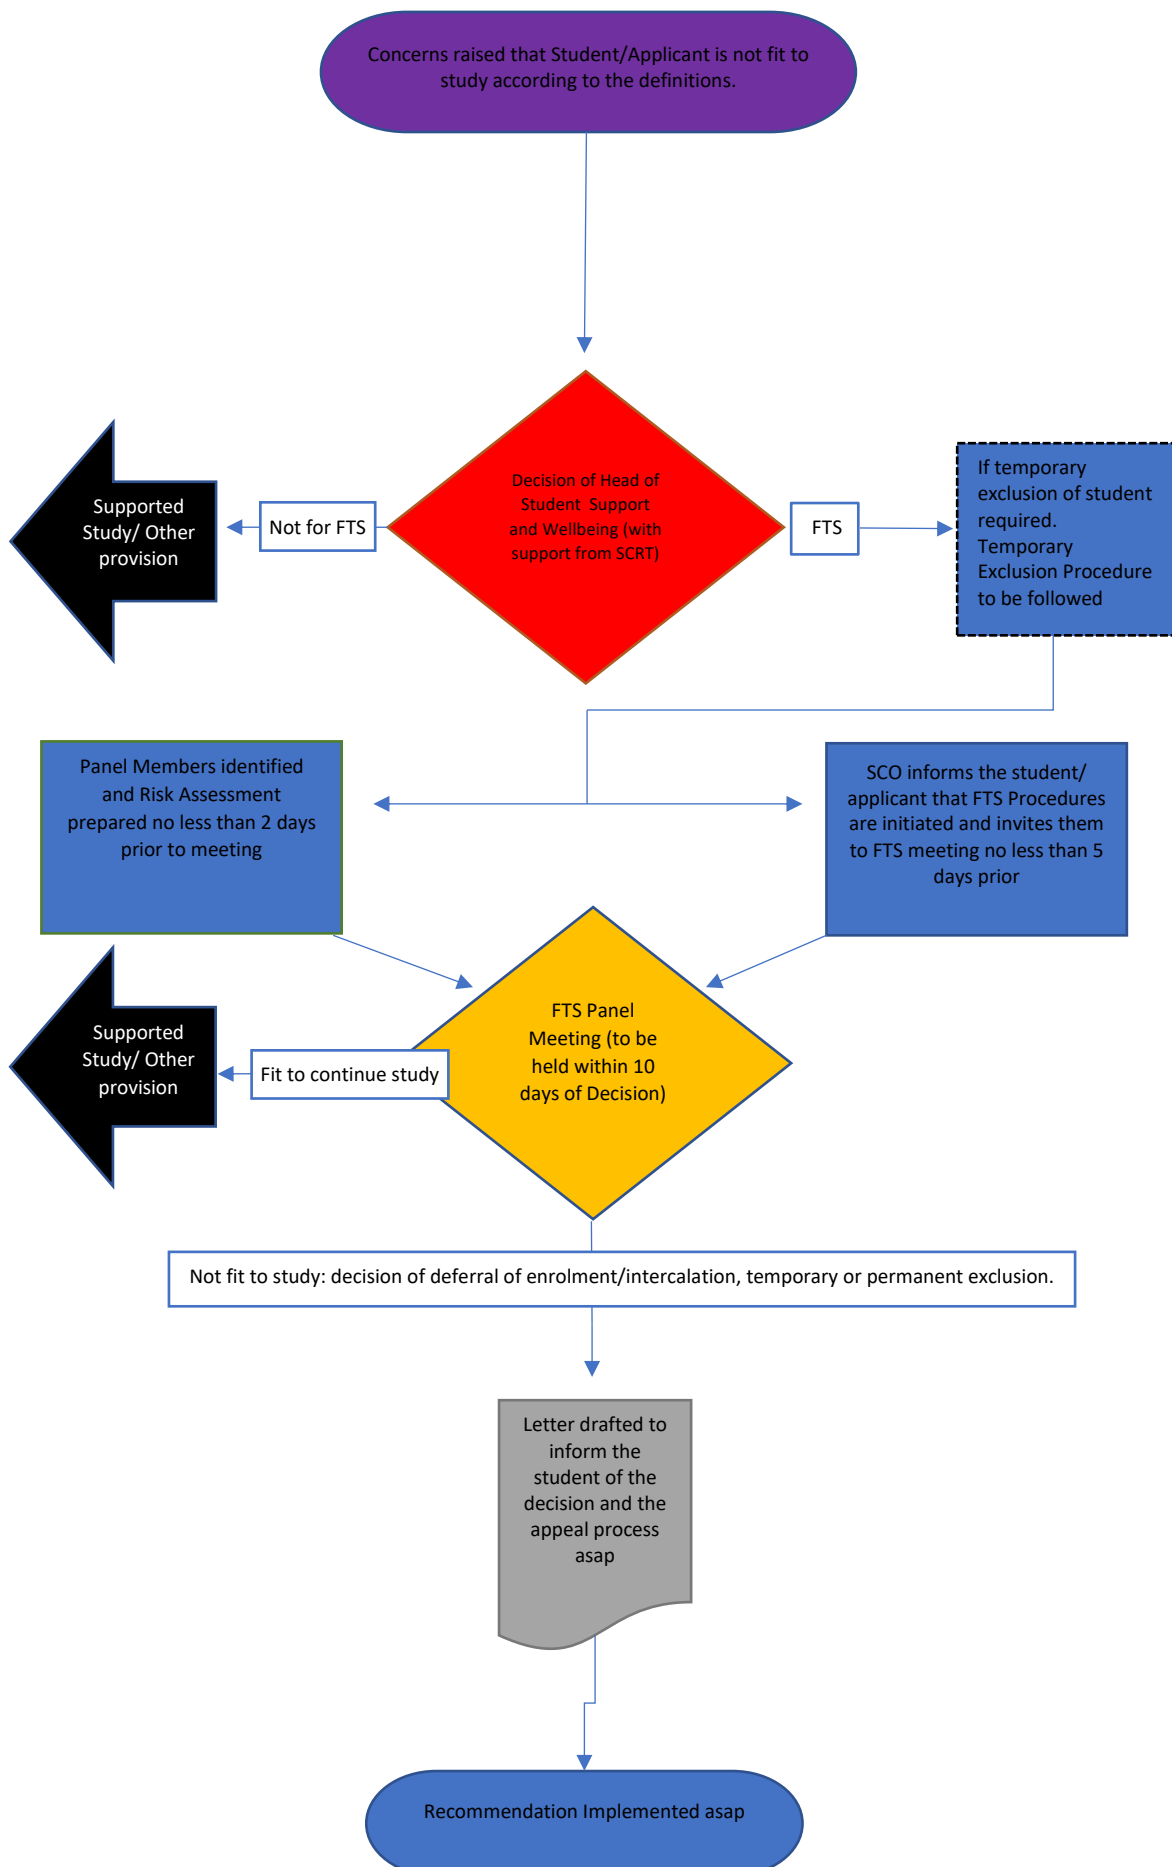 Concerns raised that Student/Applicant is not fit to
study according to the definitions.
Decision of Head of
Student Support
and Wellbeing (with
support from SCRT)
Not for FTS
Supported
Study/ Other
provision
FTS
If temporary
exclusion of student
required.
Temporary
Exclusion Procedure
to be followed
Panel Members identified
and Risk Assessment
prepared no less than 2 days
prior to meeting
SCO informs the student/
applicant that FTS Procedures
are initiated and invites them
to FTS meeting no less than 5
days prior
FTS Panel
Meeting (to be
held within 10
days of Decision)
Fit to continue study
Supported
Study/ Other
provision
Not fit to study: decision of deferral of enrolment/intercalation, temporary or permanent exclusion.
Letter drafted to
inform the
student of the
decision and the
appeal process
asap
Recommendation Implemented asap